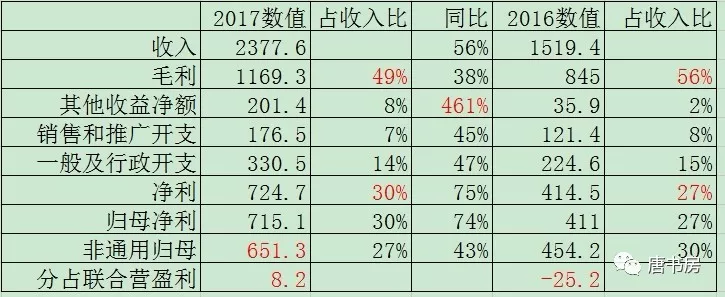 2017数值 占收入比 同比 2016数值 占收入比
收入 2377.6 56% 1519.4
毛利 1169.3 49% 38% 845 56%
其他收益净额 201.4 8% 461% 35.9 2%
销售和推广开支 176.5 7% 45% 121.4 8%
一般及行政开支 330.5 14% 47% 224.6 15%
净利 724.7 30% 75% 414.5 27%
归母净利 715.1 30% 74% 411 27%
非通用归母 651.3 27% 43% 454.2 30%
分占联合营盈利 8.2 -25.2
唐书房